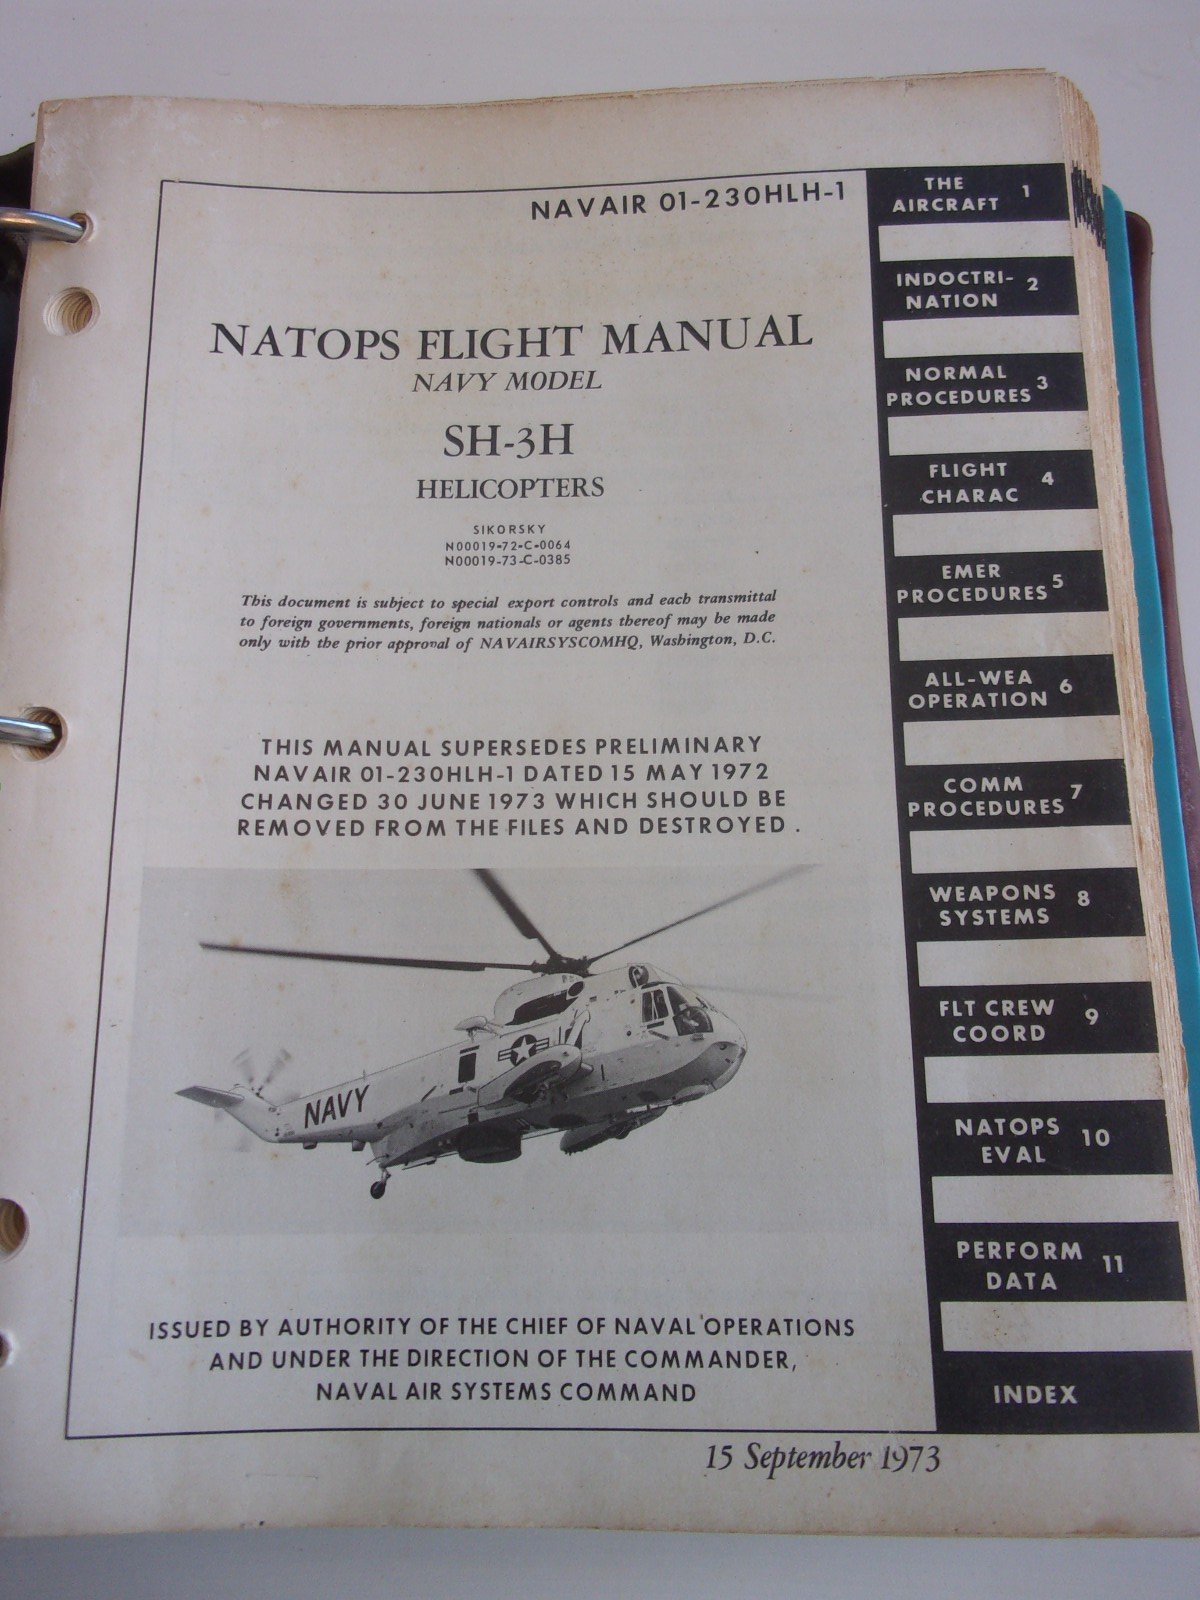 NAVAIR 01-230HLH-1
NATOPS FLIGHT MANUAL
NAVY MODEL
SH-3H
HELICOPTERS
SIKORSKY
N00019-72-C-0064
N00019-73-C-0385
This document is subject to special export controls and each transmittal
to foreign governments, foreign nationals or agents thereof may be made
only with the prior approval of NAVAIRSYSCOMHQ, Washington, D.C.
THIS MANUAL SUPERSEDES PRELIMINARY
NAVAIR 01-230HLH-1 DATED 15 MAY 1972
CHANGED 30 JUNE 1973 WHICH SHOULD BE
REMOVED FROM THE FILES AND DESTROYED .
NAVY
ISSUED BY AUTHORITY OF THE CHIEF OF NAVAL OPERATIONS
AND UNDER THE DIRECTION OF THE COMMANDER,
NAVAL AIR SYSTEMS COMMAND
15 September 1973
THE
AIRCRAFT 1
INDOCTRI-
NATION 2
NORMAL
PROCEDURES 3
FLIGHT
CHARAC 4
EMER
PROCEDURES 5
ALL-WEA
OPERATION 6
COMM
PROCEDURES 7
WEAPONS
SYSTEMS 8
FLT CREW
COORD 9
NATOPS
EVAL 10
PERFORM
DATA 11
INDEX